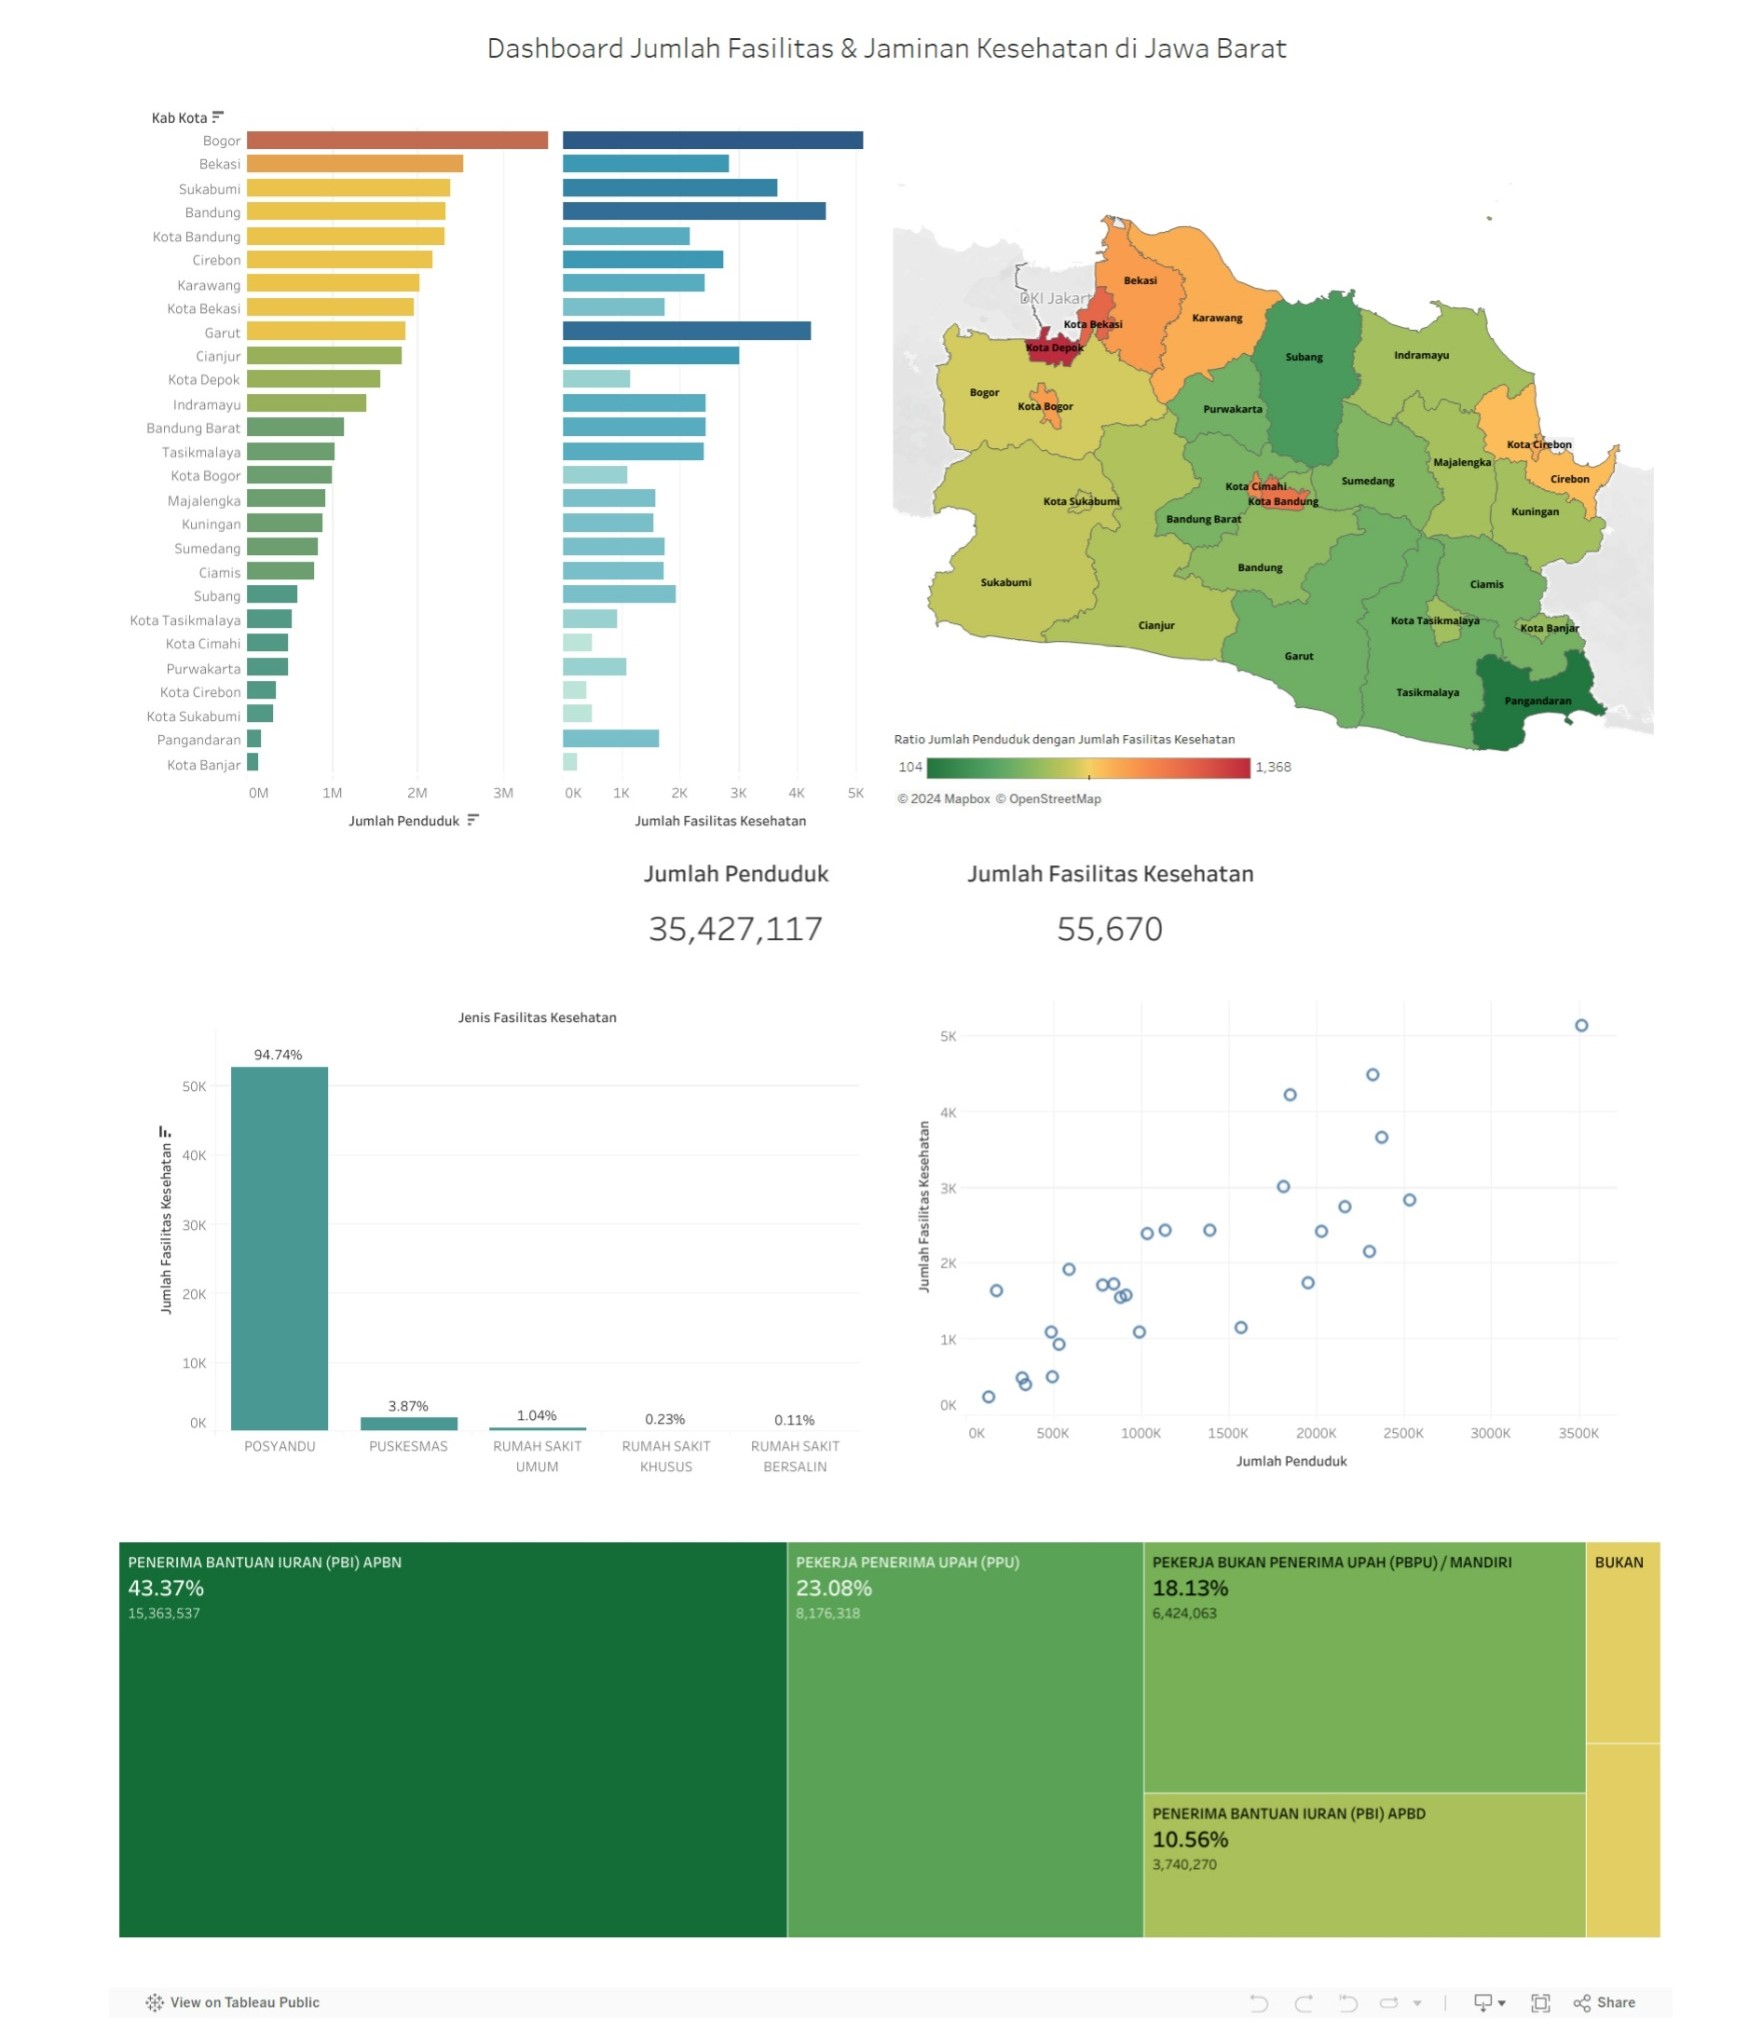 Dashboard Jumlah Fasilitas & Jaminan Kesehatan di Jawa Barat
Kab Kota
Bogor
Bekasi
Sukabumi
Bandung
Kota Bandung
Cirebon
Karawang
Kota Bekasi
Garut
Cianjur
Kota Depok
Indramayu
Bandung Barat
Tasikmalaya
Kota Bogor
Majalengka
Kuningan
Sumedang
Ciamis
Subang
Kota Tasikmalaya
Kota Cimahi
Purwakarta
Kota Cirebon
Kota Sukabumi
Pangandaran
Kota Banjar
0M 1M 2M 3M
Jumlah Penduduk
0K 1K 2K 3K 4K 5K
Jumlah Fasilitas Kesehatan
Bekasi
DKI Jakart
Karawang
Kota Bekasi
Kota Depok
Subang
Indramayu
Bogor
Kota Bogor
Purwakarta
Kota Cirebon
Majalengka
Cirebon
Sumedang
Kota Cimahi
Kota Sukabumi
Kota Bandung
Kuningan
Bandung Barat
Bandung
Sukabumi
Ciamis
Cianjur
Kota Tasikmalaya
Kota Banjar
Garut
Tasikmalaya
Pangandaran
Ratio Jumlah Penduduk dengan Jumlah Fasilitas Kesehatan
104 1,368
© 2024 Mapbox © OpenStreetMap
Jumlah Penduduk
35,427,117
Jumlah Fasilitas Kesehatan
55,670
Jenis Fasilitas Kesehatan
Jumlah Fasilitas Kesehatan
50K
40K
30K
20K
10K
0K
94.74%
3.87%
1.04%
0.23%
0.11%
POSYANDU
PUSKESMAS
RUMAH SAKIT
UMUM
RUMAH SAKIT
KHUSUS
RUMAH SAKIT
BERSALIN
Jumlah Fasilitas Kesehatan
5K
4K
3K
2K
1K
0K
0K 500K 1000K 1500K 2000K 2500K 3000K 3500K
Jumlah Penduduk
PENERIMA BANTUAN IURAN (PBI) APBN
43.37%
15,363,537
PEKERJA PENERIMA UPAH (PPU)
23.08%
8,176,318
PEKERJA BUKAN PENERIMA UPAH (PBPU) / MANDIRI
18.13%
6,424,063
PENERIMA BANTUAN IURAN (PBI) APBD
10.56%
3,740,270
BUKAN
View on Tableau Public
Share